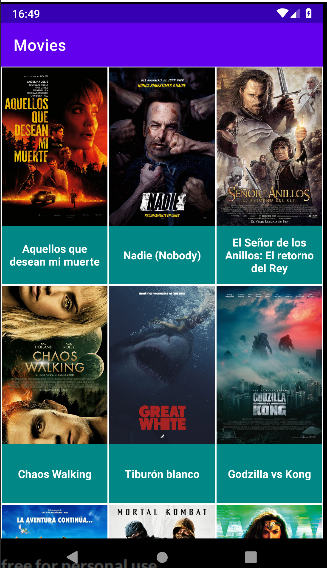 16:49
Movies
AQUELLOS
QUE
DESEAN
MI
MUERTE
NADIE
EL
SEÑOR DE LOS
ANILLOS
Aquellos que
desean mi muerte
Nadie (Nobody)
El Señor de los
Anillos: El retorno
del Rey
CHAOS
WALKING
GREAT
WHITE
GODZILLA
KONG
Chaos Walking
Tiburón blanco
Godzilla vs Kong
LA AVENTURA CONTINÚA...
MORTAL KOMBAT
free for personal use